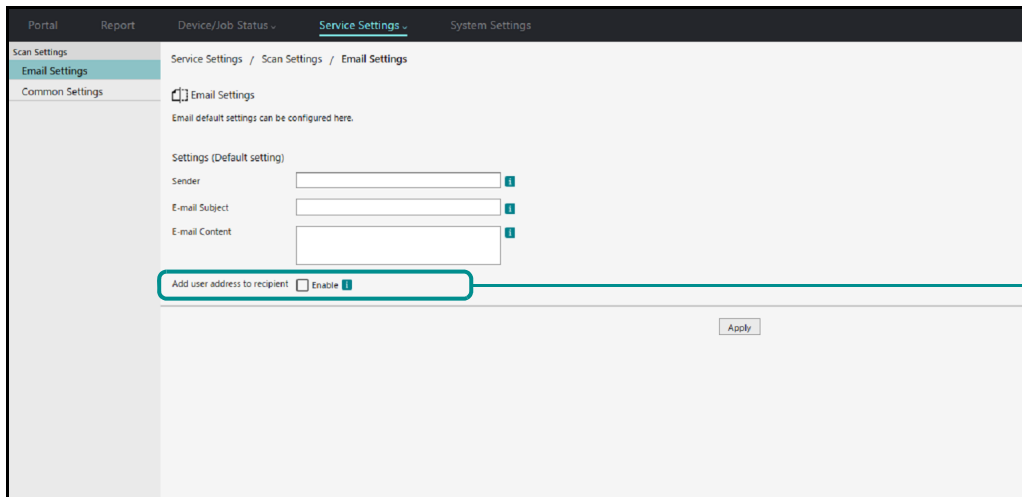 Portal Report Device/Job Status Service Settings System Settings
Scan Settings
Email Settings
Common Settings
Service Settings / Scan Settings / Email Settings
Email Settings
Email default settings can be configured here.
Settings (Default setting)
Sender i
E-mail Subject i
E-mail Content i
Add user address to recipient Enable i
Apply